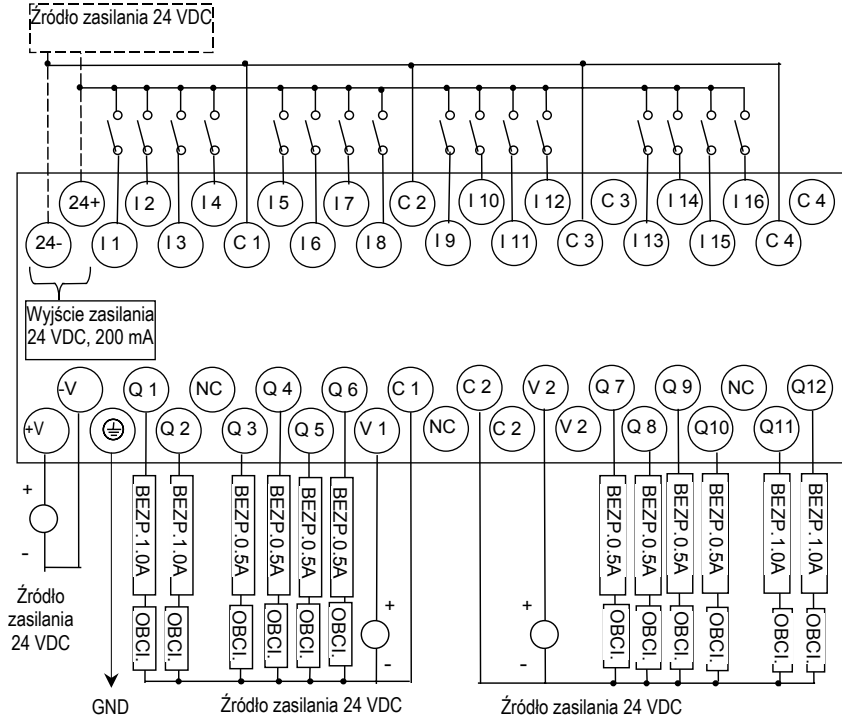 Źródło zasilania 24 VDC
24+ I 2 I 4 I 5 I 7 C 2 I 10 I 12 C 3 I 14 I 16 C 4
24- I 1 I 3 C 1 I 6 I 8 I 9 I 11 C 3 I 13 I 15 C 4
Wyjście zasilania
24 VDC, 200 mA
-V Q 1 NC Q 4 Q 6 C 1 C 2 V 2 Q 7 Q 9 NC Q12
+V Q 2 Q 3 Q 5 V 1 NC C 2 V 2 Q 8 Q10 Q11
BEZP.1.0A BEZP.1.0A BEZP.0.5A BEZP.0.5A BEZP.0.5A BEZP.0.5A BEZP.0.5A BEZP.0.5A BEZP.0.5A BEZP.0.5A BEZP.1.0A BEZP.1.0A
+
-
Źródło
zasilania
24 VDC
OBCI. OBCI. OBCI. OBCI. OBCI. OBCI. OBCI. OBCI. OBCI. OBCI. OBCI. OBCI.
+ +
- -
GND
Źródło zasilania 24 VDC
Źródło zasilania 24 VDC